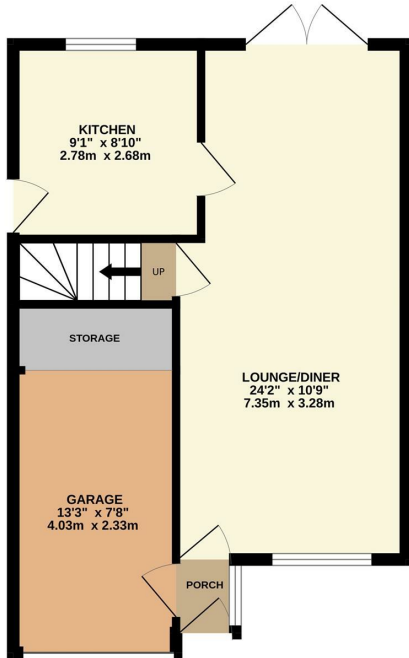 KITCHEN
9'1" x 8'10"
2.78m x 2.68m
UP
STORAGE
LOUNGE/DINER
24'2" x 10'9"
7.35m x 3.28m
GARAGE
13'3" x 7'8"
4.03m x 2.33m
PORCH